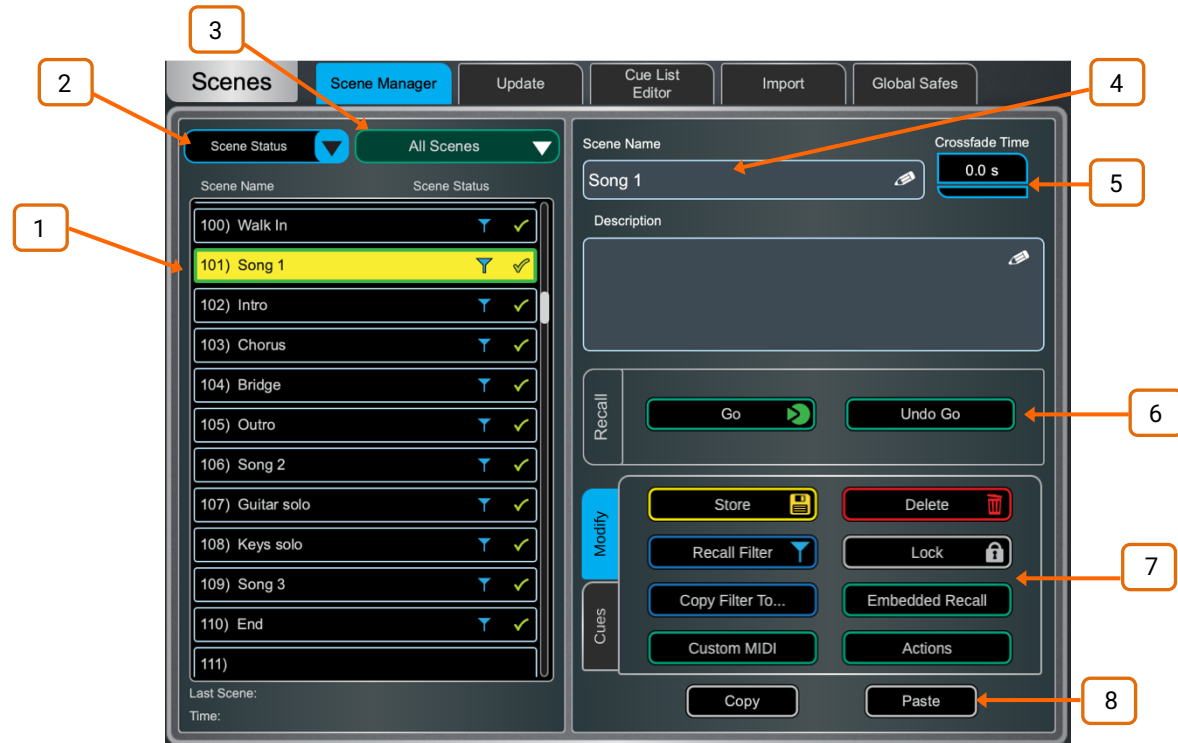 3
2
4
Scenes
Scene Manager
Update
Cue List
Editor
Import
Global Safes
Scene Status
All Scenes
Scene Name
Scene Status
1
100) Walk In
101) Song 1
102) Intro
103) Chorus
104) Bridge
105) Outro
106) Song 2
107) Guitar solo
108) Keys solo
109) Song 3
110) End
111)
Last Scene:
Time:
Scene Name
Crossfade Time
Song 1
0.0 s
5
Description
Recall
Go
Undo Go
6
Modify
Cues
Store
Delete
Recall Filter
Lock
7
Copy Filter To...
Embedded Recall
Custom MIDI
Actions
Copy
Paste
8